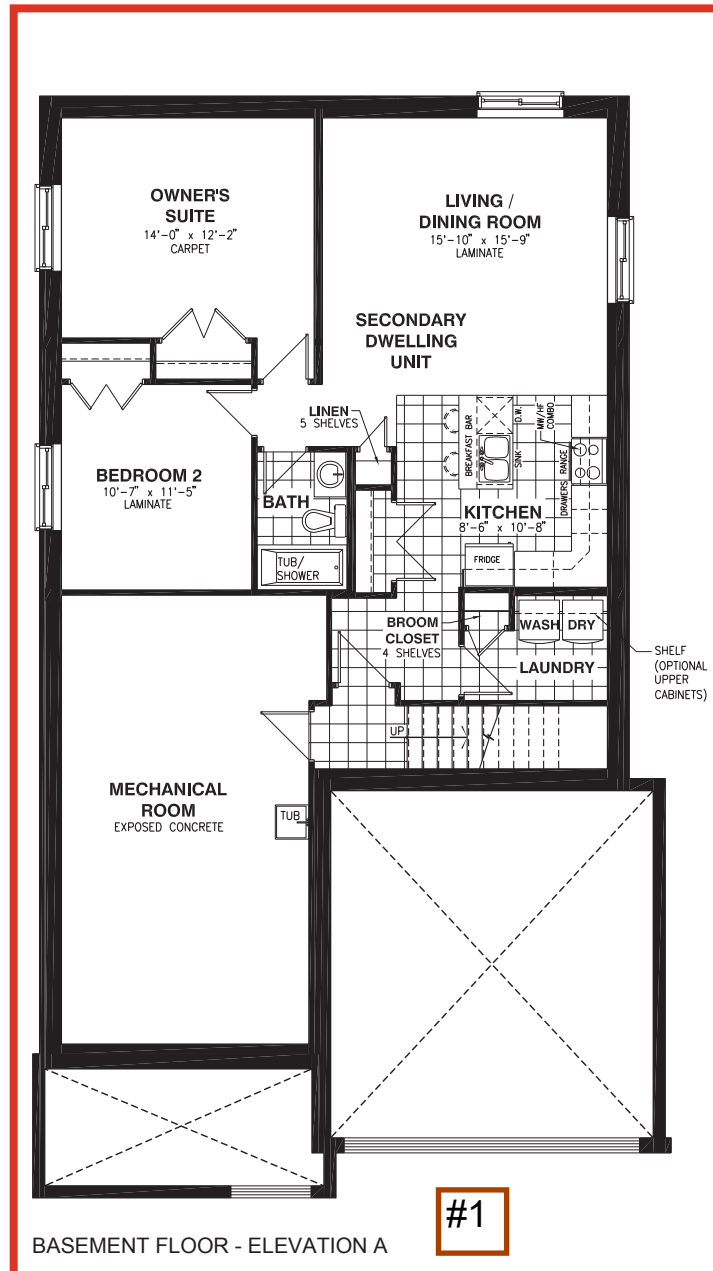 OWNER'S
SUITE
14'-0" x 12'-2"
CARPET
LIVING /
DINING ROOM
15'-10" x 15'-9"
LAMINATE
SECONDARY
DWELLING
UNIT
LINEN
5 SHELVES
BREAKFAST BAR
D.W.
SINK
MW/HF
COMBO
RANGE
DRAWERS
BEDROOM 2
10'-7" x 11'-5"
LAMINATE
BATH
TUB/
SHOWER
KITCHEN
8'-6" x 10'-8"
FRIDGE
BROOM
CLOSET
4 SHELVES
WASH
DRY
LAUNDRY
SHELF
(OPTIONAL
UPPER
CABINETS)
UP
MECHANICAL
ROOM
EXPOSED CONCRETE
TUB
#1
BASEMENT FLOOR - ELEVATION A